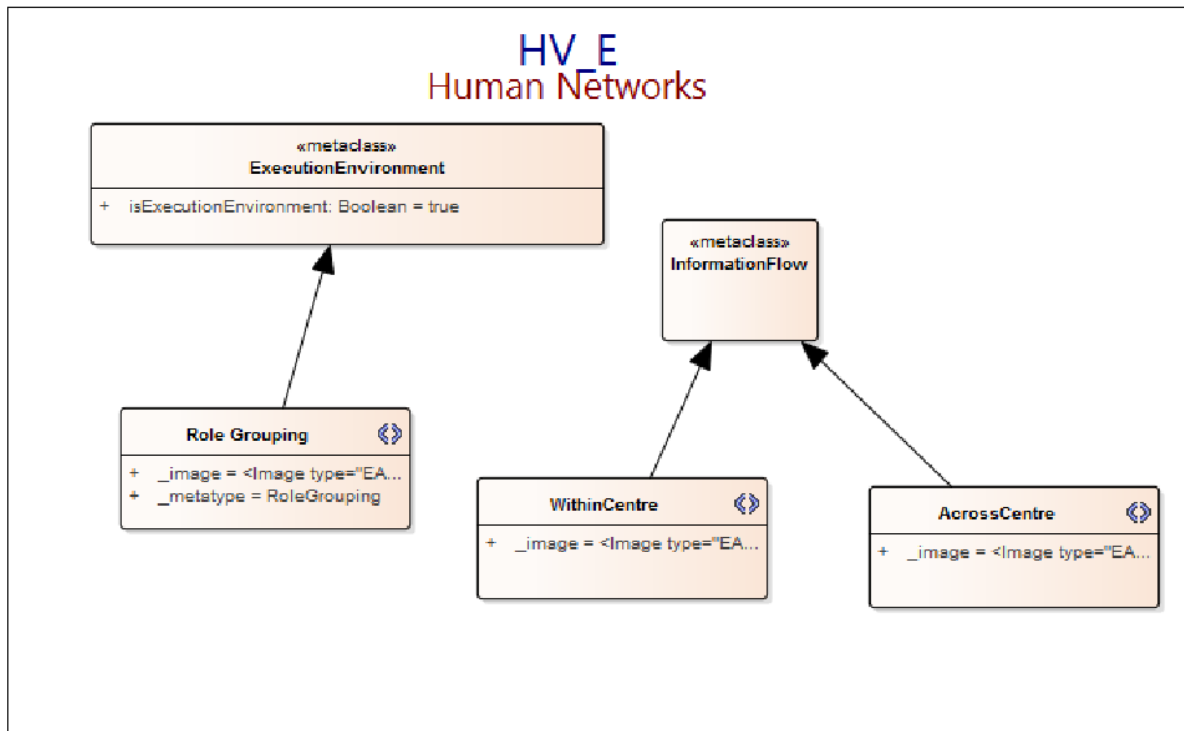 HV_E
Human Networks
«metaclass»
ExecutionEnvironment
+ isExecutionEnvironment: Boolean = true
«metaclass»
InformationFlow
Role Grouping
+ _image = <Image type="EA...
+ _metatype = RoleGrouping
WithinCentre
+ _image = <Image type="EA...
AcrossCentre
+ _image = <Image type="EA...